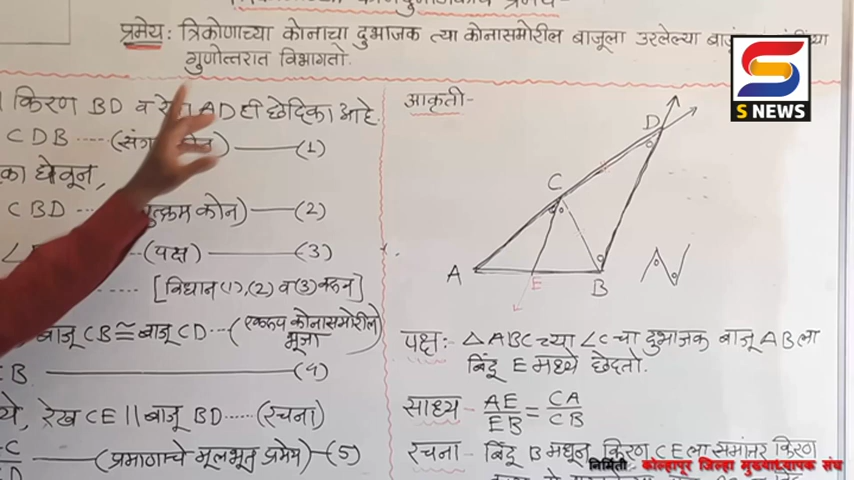 प्रमेय: त्रिकोणाच्या कोनाचा दुभाजक त्या कोनासमोरील बाजूला उरलेल्या
गुणोत्तरात विभागतो.
S NEWS
किरण BD व
AD ही छेदिका आहे.
CDB ---- (1)
घेवून,
CBD (2)
कोन)
(पक्ष) (3)
[विधान (1), (2) व (3) वरुन]
बाजू CB ≅ बाजू CD --- (एकरूप कोनासमोरील
भूजा)
CB (4)
रेख CE || बाजू BD ----- (रचना)
(प्रमाणाचे मूलभूत प्रमेय) (5)
आकृती -
D
C
A
E
B
पक्ष:- △ABC च्या ∠C चा दुभाजक बाजू AB ला
बिंदू E मध्ये छेदतो.
साध्य - AE/EB = CA/CB
रचना - बिंदू B मधून किरण CE ला समांतर किरण
निर्मिती: कोल्हापूर जिल्हा मुख्याध्यापक संघ